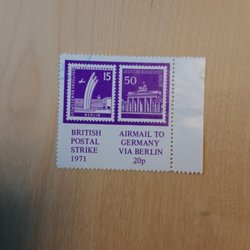 15
BERLIN
50
BRITISH
POSTAL
STRIKE
1971
AIRMAIL TO
GERMANY
VIA BERLIN
20p